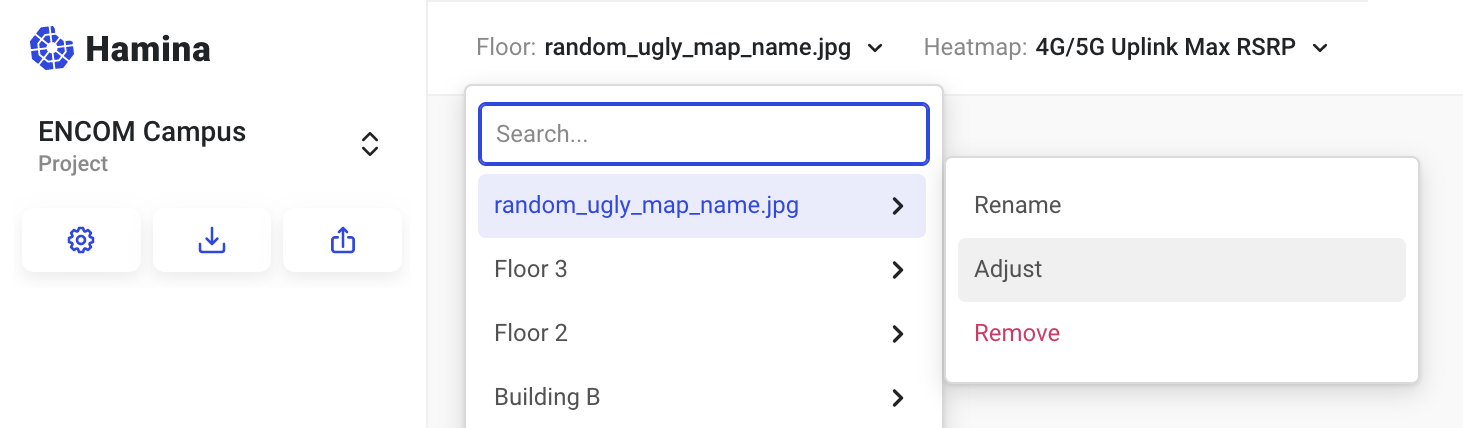 Hamina
Floor: random_ugly_map_name.jpg
Heatmap: 4G/5G Uplink Max RSRP
ENCOM Campus
Project
Search...
random_ugly_map_name.jpg
Floor 3
Floor 2
Building B
Rename
Adjust
Remove